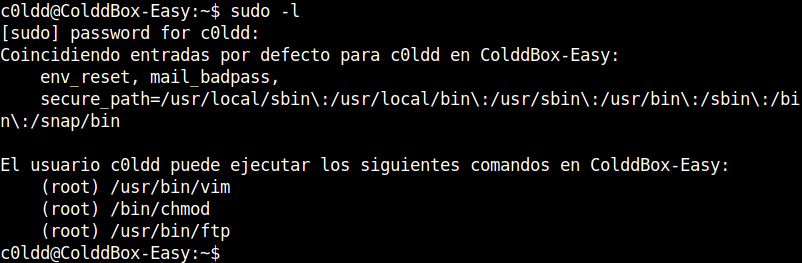 c0ldd@ColddBox-Easy:~$ sudo -l
[sudo] password for c0ldd:
Coincidiendo entradas por defecto para c0ldd en ColddBox-Easy:
    env_reset, mail_badpass,
    secure_path=/usr/local/sbin\:/usr/local/bin\:/usr/sbin\:/usr/bin\:/sbin\:/bi
n\:/snap/bin

El usuario c0ldd puede ejecutar los siguientes comandos en ColddBox-Easy:
    (root) /usr/bin/vim
    (root) /bin/chmod
    (root) /usr/bin/ftp
c0ldd@ColddBox-Easy:~$